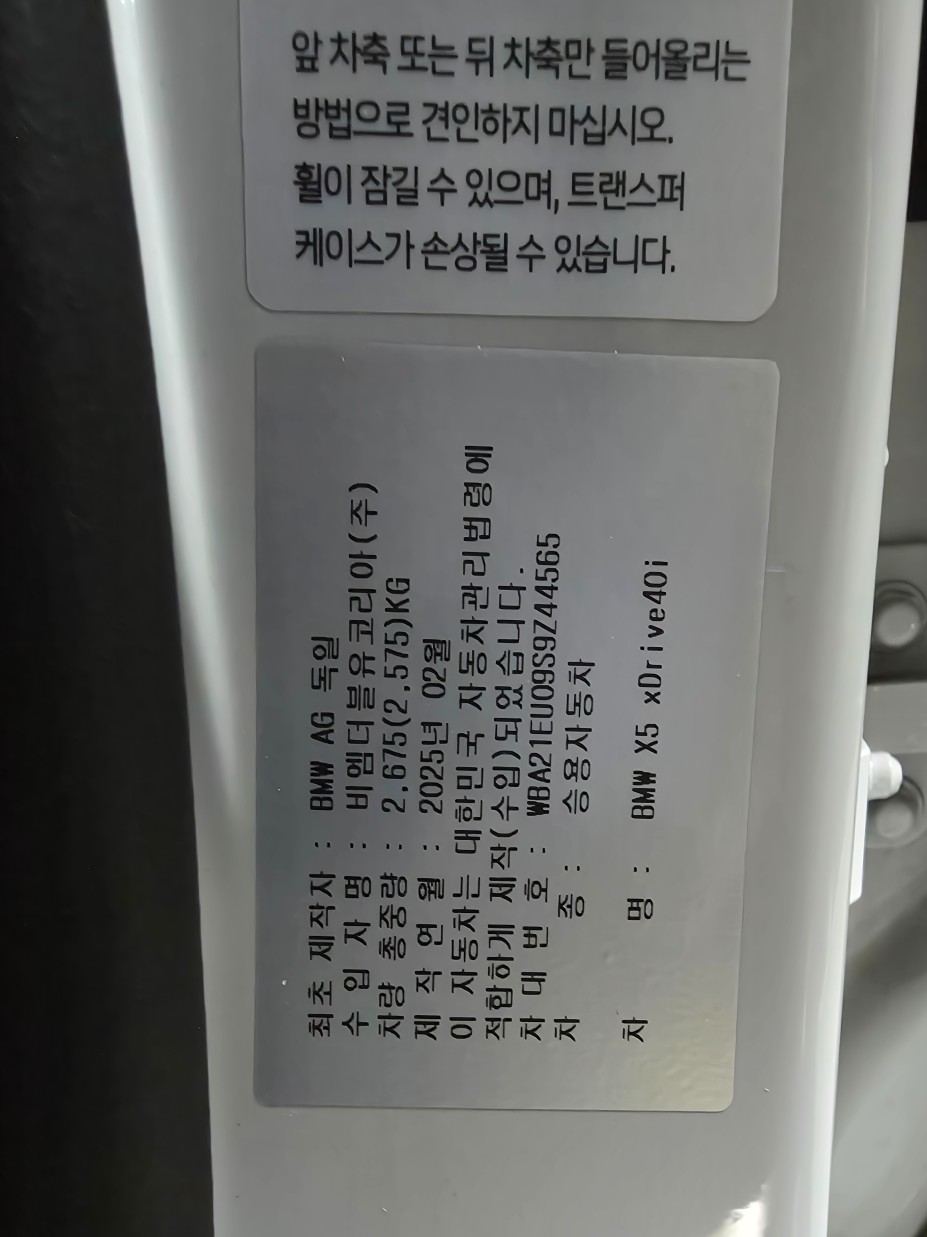 앞 차축 또는 뒤 차축만 들어올리는
방법으로 견인하지 마십시오.
휠이 잠길 수 있으며, 트랜스퍼
케이스가 손상될 수 있습니다.
최초 제작자 : BMW AG 독일
수 입 자 명 : 비엠더블유코리아(주)
차량 총중량 : 2,675(2,575)KG
제 작 연 월 : 2025년 02월
이 자동차는 대한민국 자동차관리법령에
적합하게 제작(수입)되었습니다.
차 대 번 호 : WBA21EU09S9Z44565
차 종 : 승용자동차
차 명 : BMW X5 xDrive40i